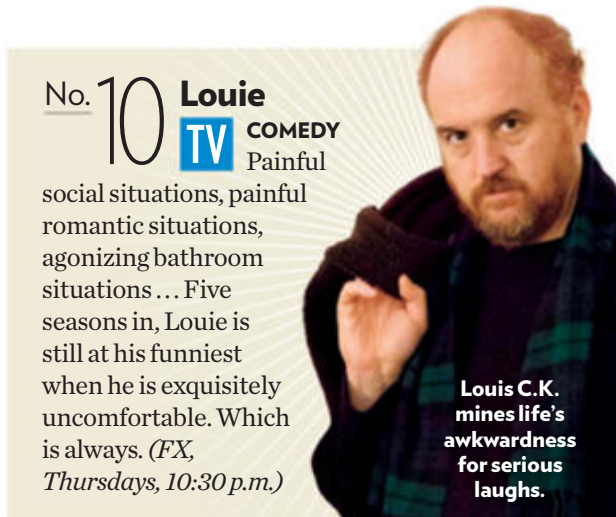 No. 10 Louie
TV COMEDY
Painful
social situations, painful
romantic situations,
agonizing bathroom
situations ... Five
seasons in, Louie is
still at his funniest
when he is exquisitely
uncomfortable. Which
is always. (FX,
Thursdays, 10:30 p.m.)
Louis C.K.
mines life's
awkwardness
for serious
laughs.